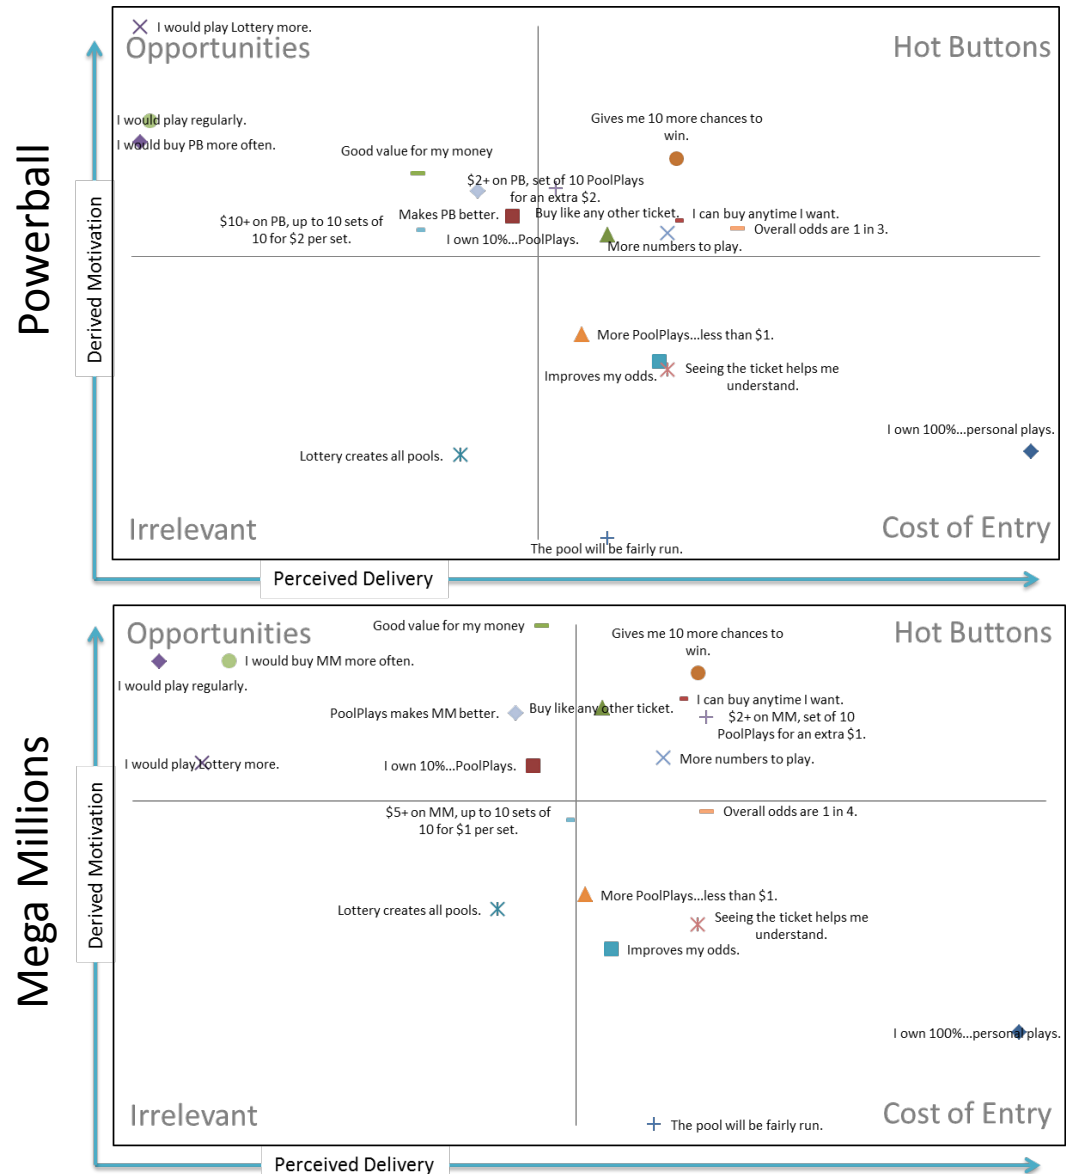 I would play Lottery more.
Opportunities
Hot Buttons
I would play regularly.
Gives me 10 more chances to
win.
I would buy PB more often.
Good value for my money
$2+ on PB, set of 10 PoolPlays
for an extra $2.
$10+ on PB, up to 10 sets of
10 for $2 per set.
Makes PB better.
Buy like any other ticket.
I can buy anytime I want.
Overall odds are 1 in 3.
I own 10%...PoolPlays.
More numbers to play.
Powerball
Derived Motivation
More PoolPlays...less than $1.
Improves my odds.
Seeing the ticket helps me
understand.
I own 100%...personal plays.
Lottery creates all pools.
Irrelevant
Cost of Entry
The pool will be fairly run.
Perceived Delivery
Opportunities
Good value for my money
Hot Buttons
Gives me 10 more chances to
win.
I would buy MM more often.
I would play regularly.
PoolPlays makes MM better.
Buy like any other ticket.
I can buy anytime I want.
$2+ on MM, set of 10
PoolPlays for an extra $1.
I would play Lottery more.
I own 10%...PoolPlays.
More numbers to play.
Mega Millions
Derived Motivation
$5+ on MM, up to 10 sets of
10 for $1 per set.
Overall odds are 1 in 4.
More PoolPlays...less than $1.
Lottery creates all pools.
Seeing the ticket helps me
understand.
Improves my odds.
I own 100%...personal plays.
Irrelevant
Cost of Entry
The pool will be fairly run.
Perceived Delivery